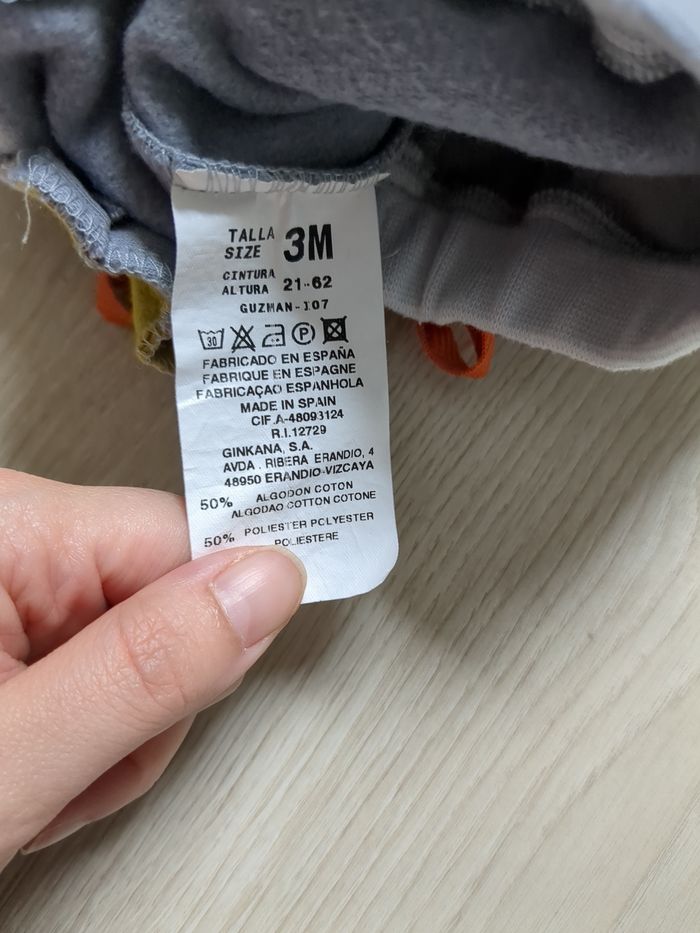 TALLA
SIZE 3M
CINTURA
ALTURA 21-62
GUZMAN-107
30 P
FABRICADO EN ESPAÑA
FABRIQUE EN ESPAGNE
FABRICAÇAO ESPANHOLA
MADE IN SPAIN
CIF.A-48093124
R.I.12729
GINKANA, S.A.
AVDA . RIBERA ERANDIO, 4
48950 ERANDIO-VIZCAYA
50% ALGODON COTON
ALGODAO COTTON COTONE
50% POLIESTER POLYESTER
POLIESTERE